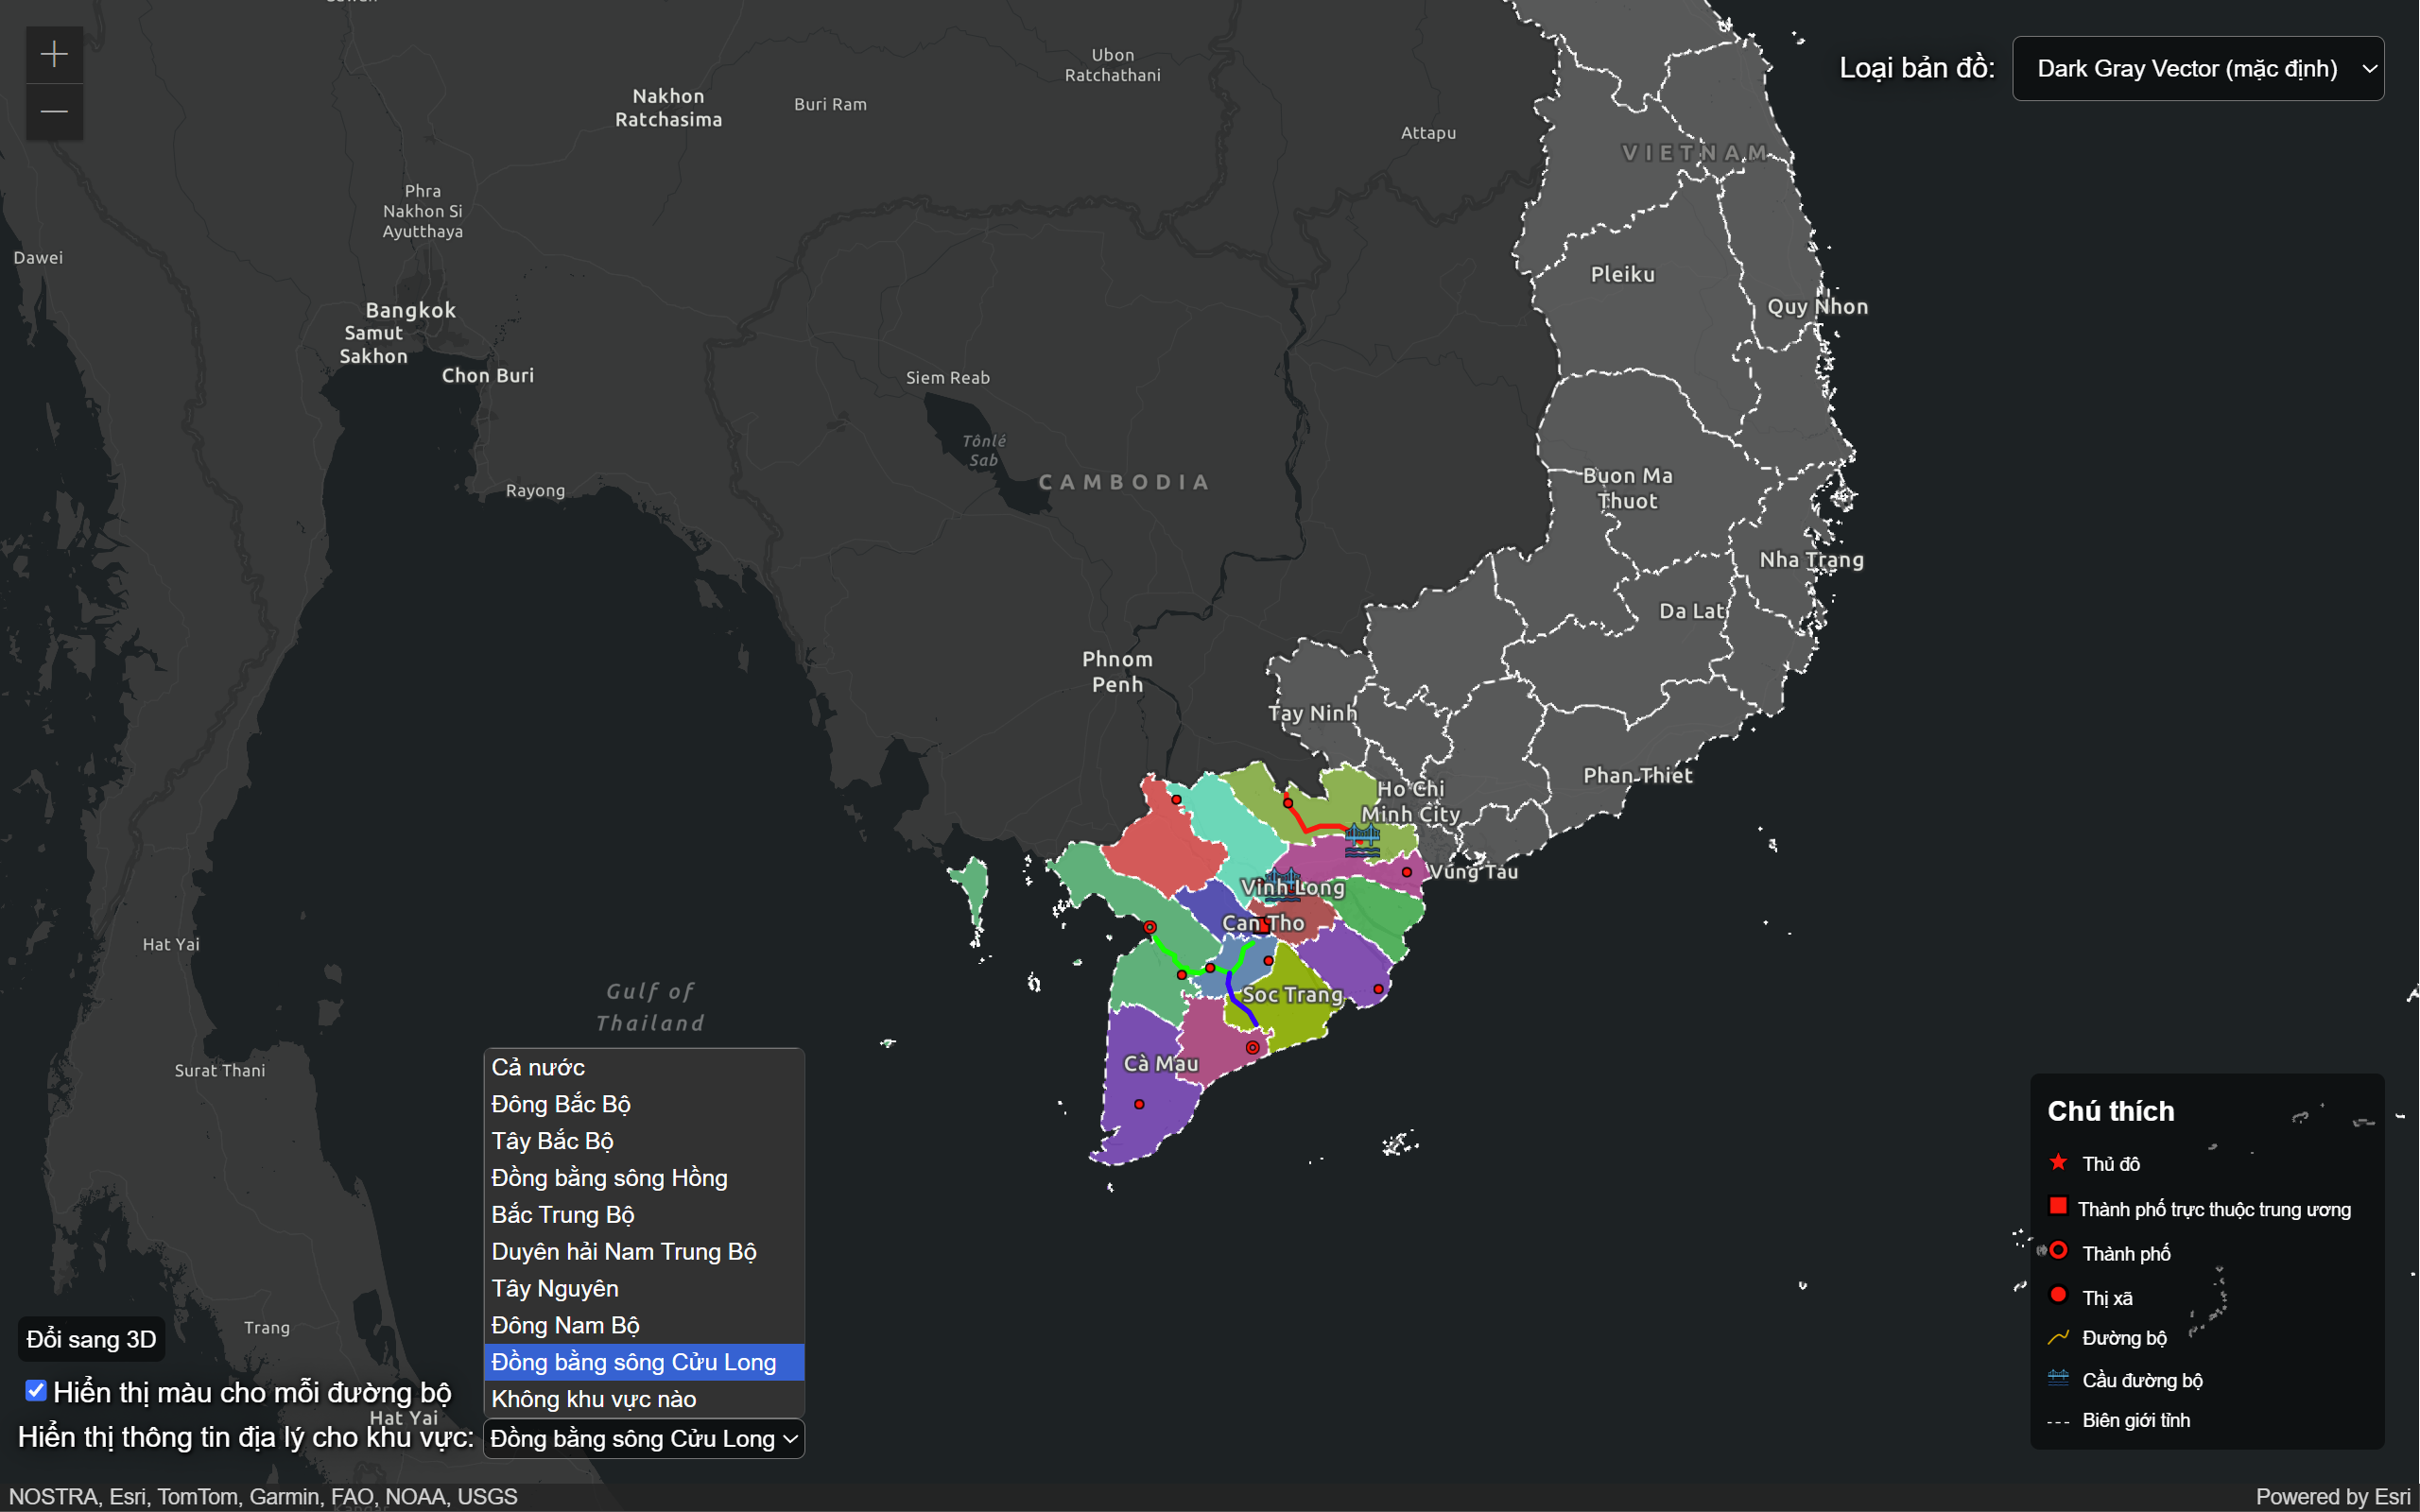 Loại bản đồ:
Dark Gray Vector (mặc định)
Ubon
Ratchathani
Nakhon
Ratchasima
Buri Ram
Attapu
VIETNAM
Phra
Nakhon Si
Ayutthaya
Dawei
Pleiku
Bangkok
Quy Nhon
Samut
Sakhon
Chon Buri
Siem Reab
Tônlé
Sab
CAMBODIA
Buon Ma
Thuot
Rayong
Nha Trang
Da Lat
Phnom
Penh
Tay Ninh
Phan Thiet
Ho Chi
Minh City
Vũng Tàu
Vinh Long
Can Tho
Hat Yai
Gulf of
Thailand
Soc Trang
Cà Mau
Surat Thani
Trang
Hat Yai
Cả nước
Đông Bắc Bộ
Tây Bắc Bộ
Đồng bằng sông Hồng
Bắc Trung Bộ
Duyên hải Nam Trung Bộ
Tây Nguyên
Đông Nam Bộ
Đồng bằng sông Cửu Long
Không khu vực nào
Đổi sang 3D
Hiển thị màu cho mỗi đường bộ
Hiển thị thông tin địa lý cho khu vực:
Đồng bằng sông Cửu Long
Chú thích
Thủ đô
Thành phố trực thuộc trung ương
Thành phố
Thị xã
Đường bộ
Cầu đường bộ
Biên giới tỉnh
NOSTRA, Esri, TomTom, Garmin, FAO, NOAA, USGS
Powered by Esri